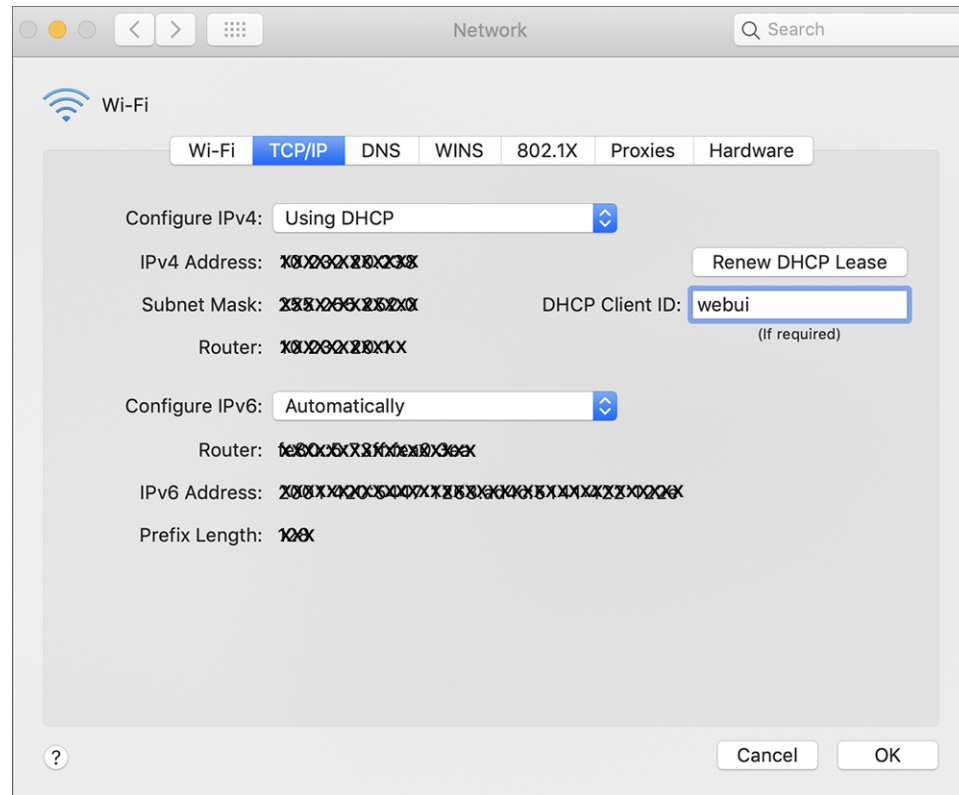 Network
Search
Wi-Fi
Wi-Fi TCP/IP DNS WINS 802.1X Proxies Hardware
Configure IPv4: Using DHCP
IPv4 Address:
Renew DHCP Lease
Subnet Mask:
DHCP Client ID: webui
(If required)
Router:
Configure IPv6: Automatically
Router:
IPv6 Address:
Prefix Length:
?
Cancel
OK